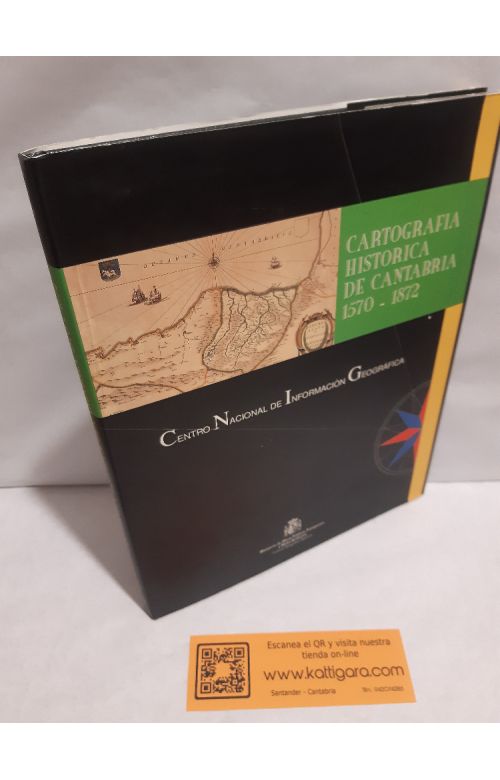 CARTOGRAFIA
HISTORICA
DE CANTABRIA
1570 - 1872
CENTRO NACIONAL DE INFORMACIÓN GEOGRÁFICA
Escanea el QR y visita nuestra
tienda on-line
www.kattigara.com
Santander - Cantabria